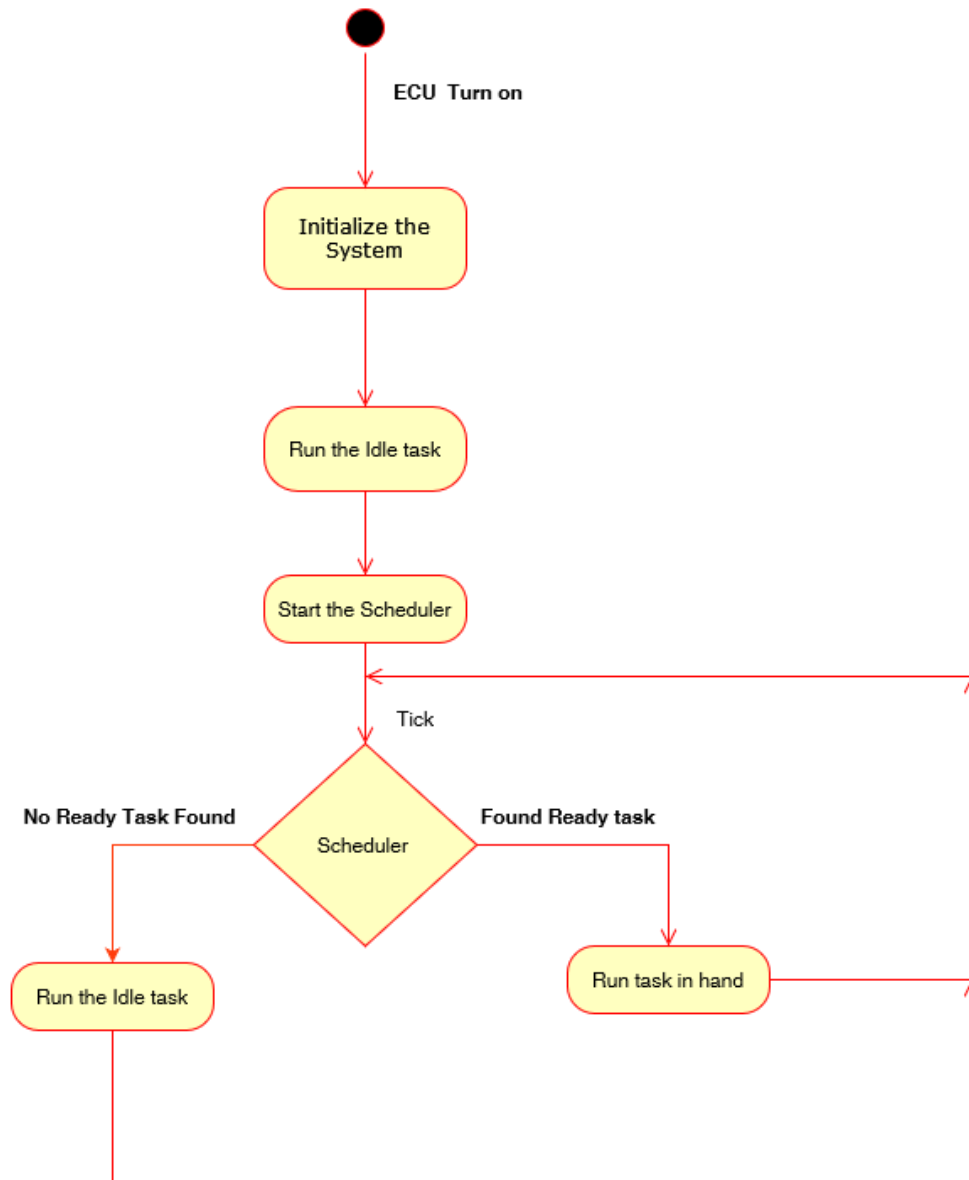 ECU Turn on
Initialize the
System
Run the Idle task
Start the Scheduler
Tick
No Ready Task Found
Found Ready task
Scheduler
Run the Idle task
Run task in hand